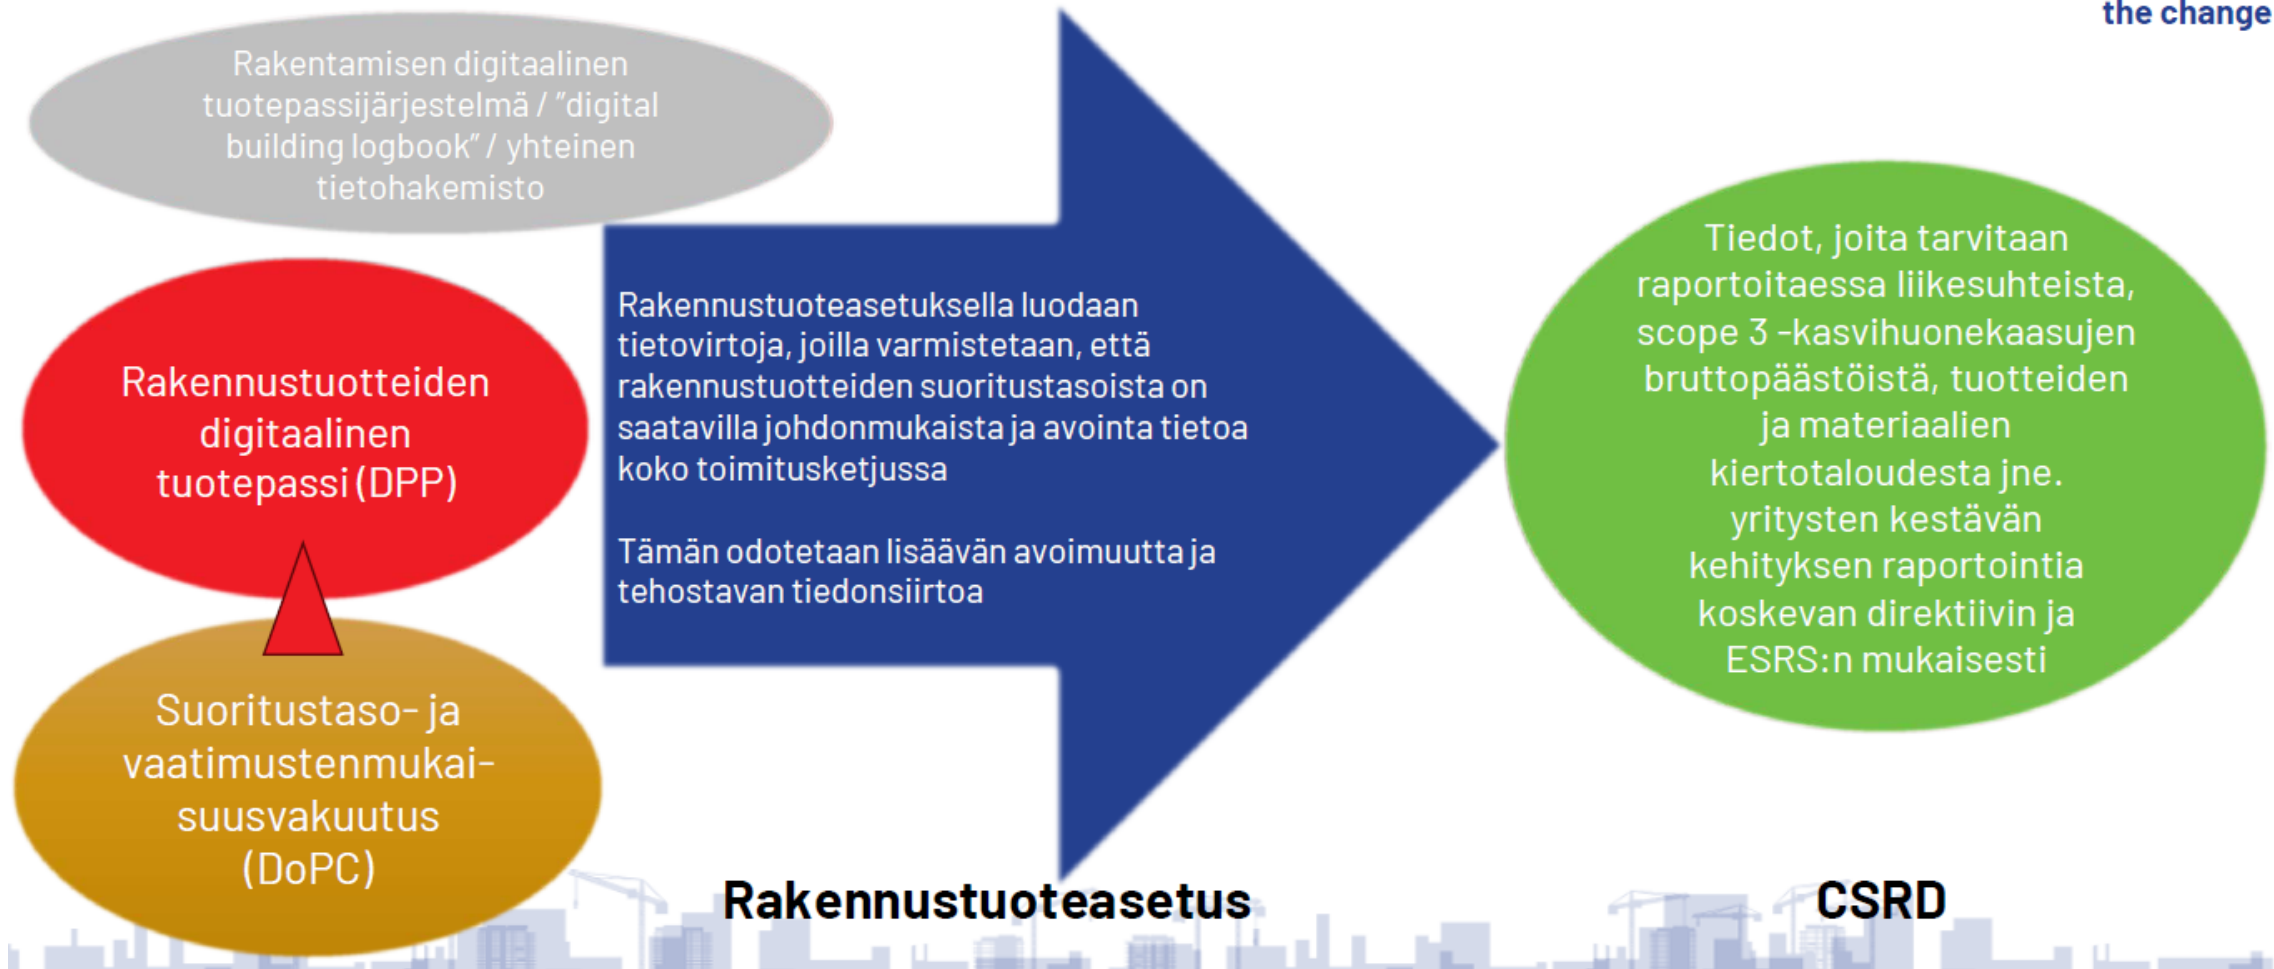 the change
Rakentamisen digitaalinen
tuotepassijärjestelmä / ”digital
building logbook” / yhteinen
tietohakemisto
Rakennustuotteiden
digitaalinen
tuotepassi (DPP)
Suoritustaso- ja
vaatimustenmukai-
suusvakuutus
(DoPC)
Rakennustuoteasetuksella luodaan
tietovirtoja, joilla varmistetaan, että
rakennustuotteiden suoritustasoista on
saatavilla johdonmukaista ja avointa tietoa
koko toimitusketjussa
Tämän odotetaan lisäävän avoimuutta ja
tehostavan tiedonsiirtoa
Tiedot, joita tarvitaan
raportoitaessa liikesuhteista,
scope 3 -kasvihuonekaasujen
bruttopäästöistä, tuotteiden
ja materiaalien
kiertotaloudesta jne.
yritysten kestävän
kehityksen raportointia
koskevan direktiivin ja
ESRS:n mukaisesti
Rakennustuoteasetus
CSRD